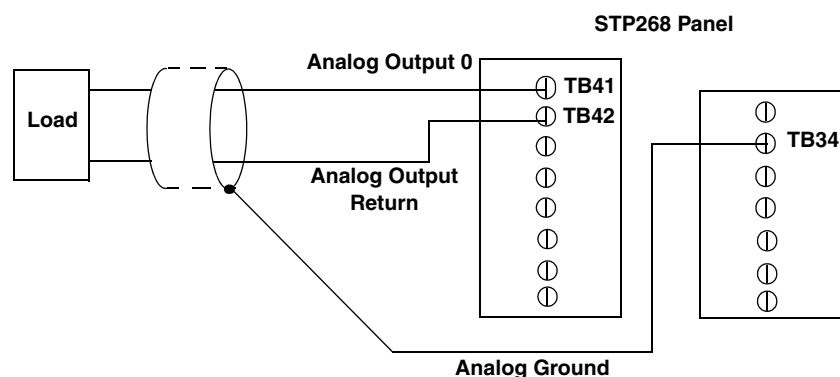 STP268 Panel
Analog Output 0
TB41
Load
TB42
TB34
Analog Output
Return
Analog Ground